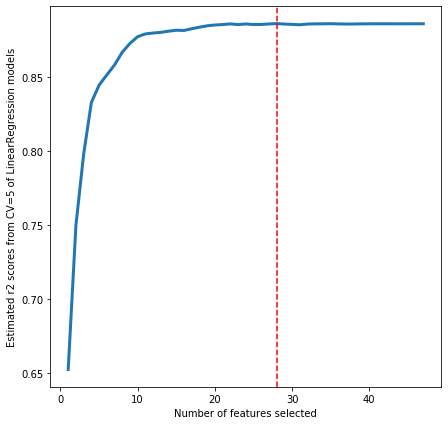 Estimated r2 scores from CV=5 of LinearRegression models
0.85
0.80
0.75
0.70
0.65
0 10 20 30 40
Number of features selected